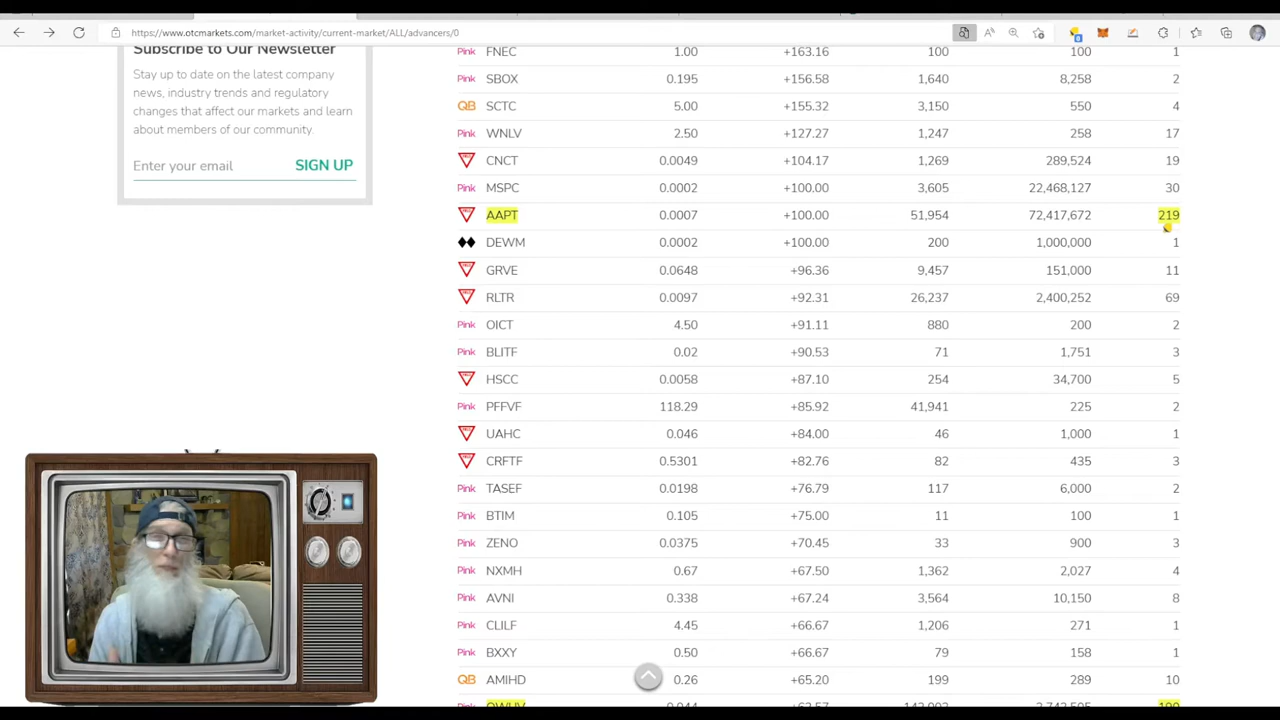 https://www.otcmarkets.com/market-activity/current-market/ALL/advancers/0
Subscribe to Our Newsletter
Stay up to date on the latest company
news, industry trends and regulatory
changes that affect our markets and learn
about members of our community.
Enter your email SIGN UP
Pink FNEC 1.00 +163.16 100 100 1
Pink SBOX 0.195 +156.58 1,640 8,258 2
QB SCTC 5.00 +155.32 3,150 550 4
Pink WNLV 2.50 +127.27 1,247 258 17
CNCT 0.0049 +104.17 1,269 289,524 19
Pink MSPC 0.0002 +100.00 3,605 22,468,127 30
AAPT 0.0007 +100.00 51,954 72,417,672 219
DEWM 0.0002 +100.00 200 1,000,000 1
GRVE 0.0648 +96.36 9,457 151,000 11
RLTR 0.0097 +92.31 26,237 2,400,252 69
Pink OICT 4.50 +91.11 880 200 2
Pink BLITF 0.02 +90.53 71 1,751 3
HSCC 0.0058 +87.10 254 34,700 5
Pink PFFVF 118.29 +85.92 41,941 225 2
UAHC 0.046 +84.00 46 1,000 1
CRFTF 0.5301 +82.76 82 435 3
Pink TASEF 0.0198 +76.79 117 6,000 2
Pink BTIM 0.105 +75.00 11 100 1
Pink ZENO 0.0375 +70.45 33 900 3
Pink NXMH 0.67 +67.50 1,362 2,027 4
Pink AVNI 0.338 +67.24 3,564 10,150 8
Pink CLILF 4.45 +66.67 1,206 271 1
Pink BXXY 0.50 +66.67 79 158 1
QB AMIHD 0.26 +65.20 199 289 10